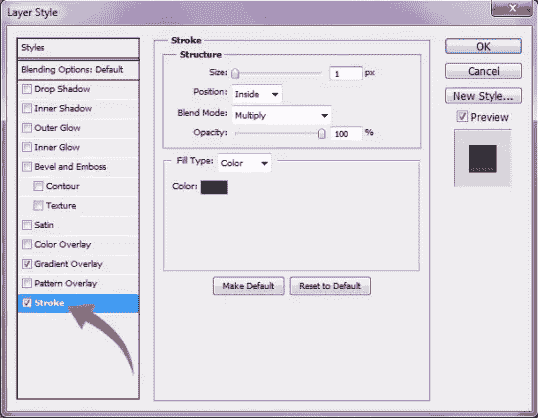 Layer Style
X
Styles
Blending Options: Default
Drop Shadow
Inner Shadow
Outer Glow
Inner Glow
Bevel and Emboss
Contour
Texture
Satin
Color Overlay
Gradient Overlay
Pattern Overlay
Stroke
Stroke
Structure
Size: 1 px
Position: Inside
Blend Mode: Multiply
Opacity: 100 %
Fill Type: Color
Color:
Make Default Reset to Default
OK
Cancel
New Style...
Preview